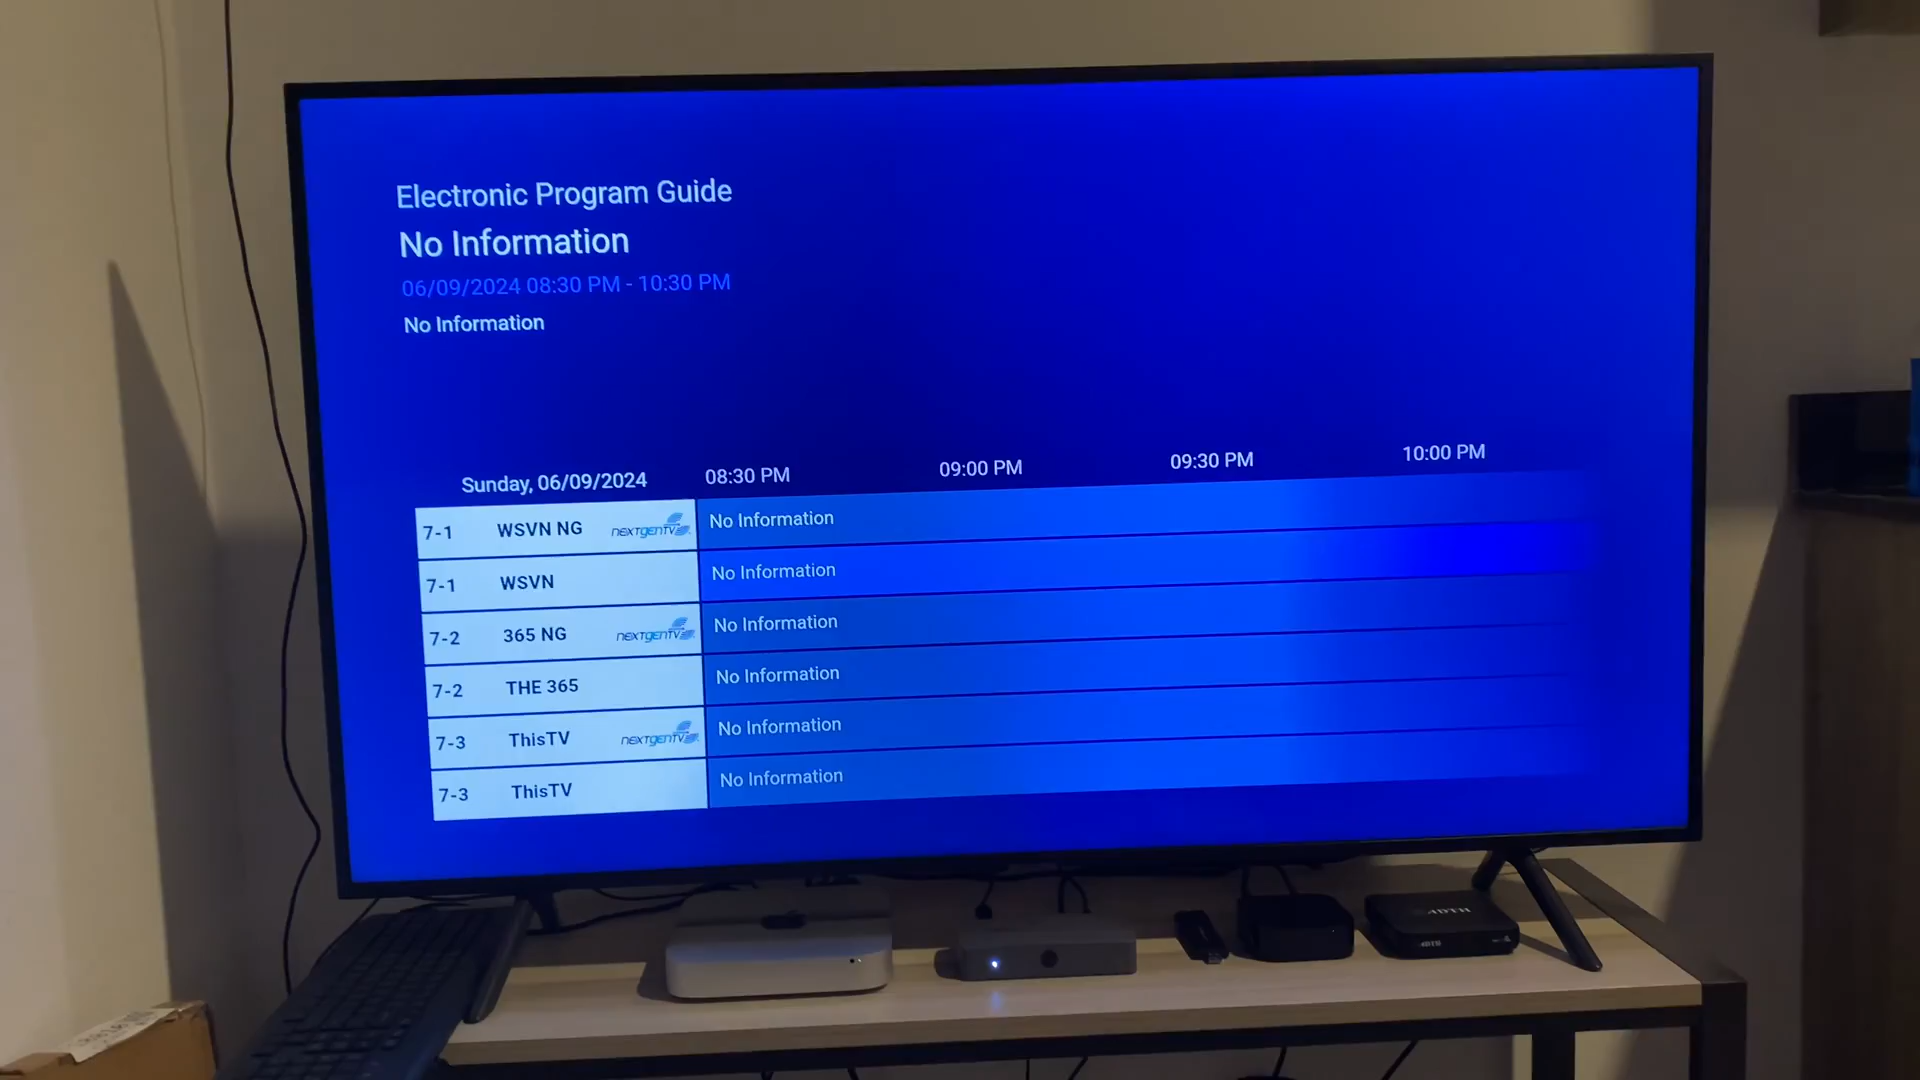 Electronic Program Guide
No Information
06/09/2024 08:30 PM - 10:30 PM
No Information
Sunday, 06/09/2024 08:30 PM 09:00 PM 09:30 PM 10:00 PM
7-1 WSVN NG NEXTGENTV No Information
7-1 WSVN No Information
7-2 365 NG NEXTGENTV No Information
7-2 THE 365 No Information
7-3 ThisTV NEXTGENTV No Information
7-3 ThisTV No Information
ADTH
ADTH